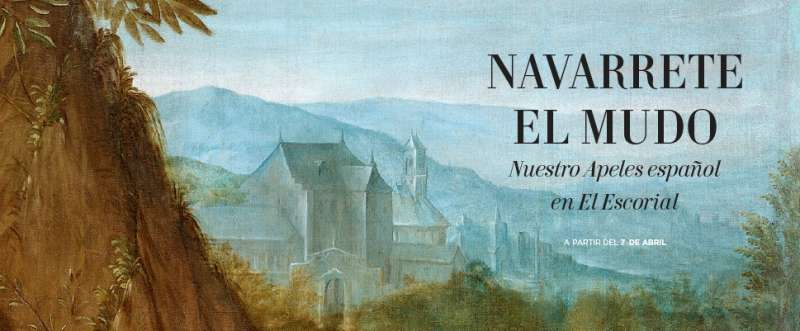 NAVARRETE
EL MUDO
Nuestro Apeles español
en El Escorial
A PARTIR DEL 7 DE ABRIL